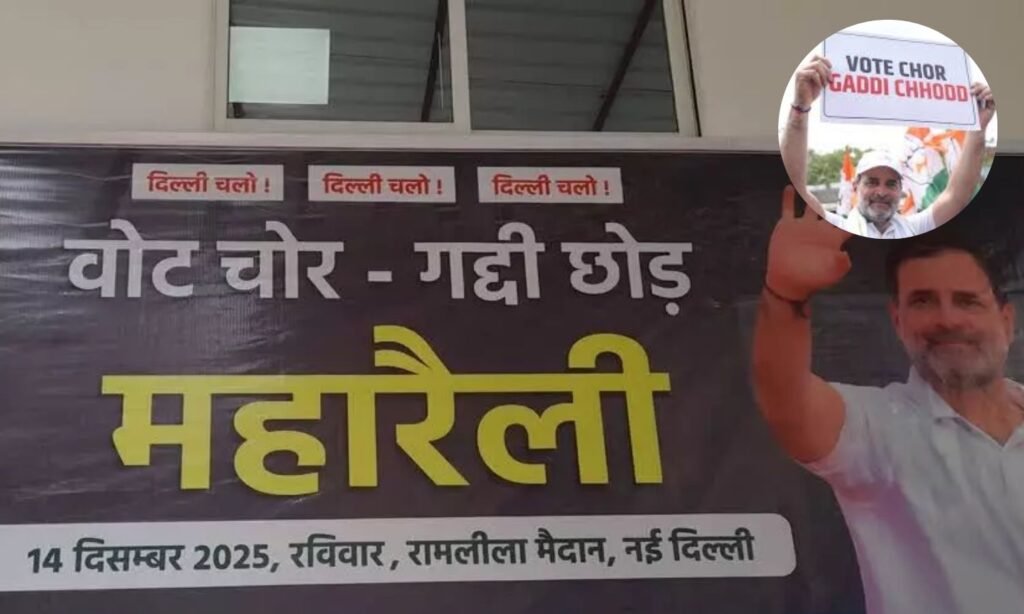 VOTE CHOR
GADDI CHHODD
दिल्ली चलो ! दिल्ली चलो ! दिल्ली चलो !
वोट चोर - गद्दी छोड़
महारैली
14 दिसम्बर 2025, रविवार , रामलीला मैदान, नई दिल्ली